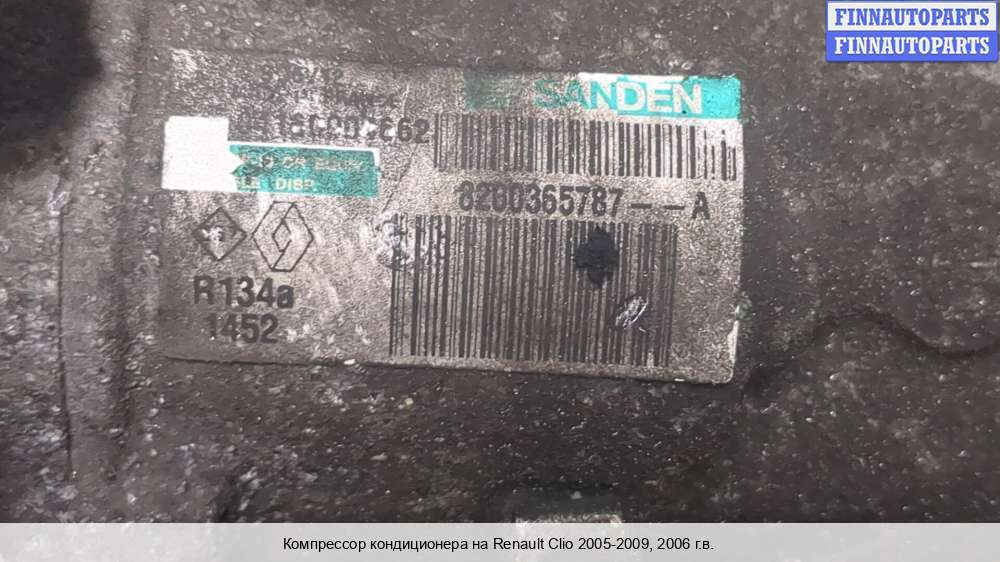 FINNAUTOPARTS
FINNAUTOPARTS
SANDEN
8200365787--A
R134a
1452
Компрессор кондиционера на Renault Clio 2005-2009, 2006 г.в.